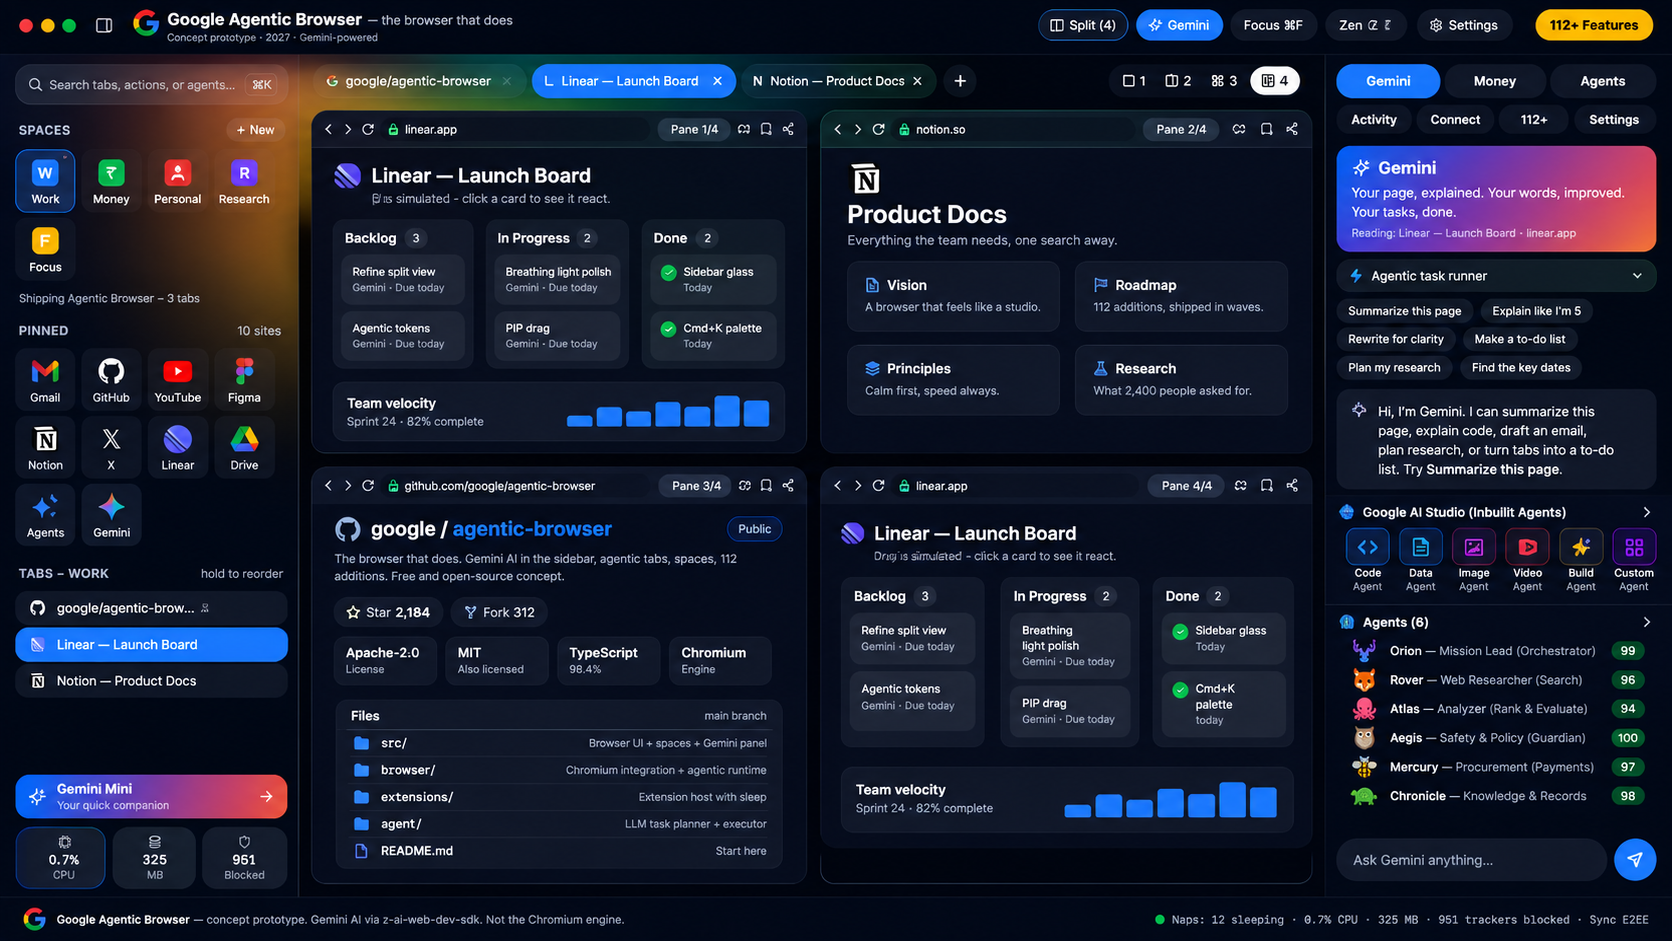 Google Agentic Browser — the browser that does
Concept prototype · 2027 · Gemini-powered
Split (4)
Gemini
Focus ⌘F
Zen
Settings
112+ Features
Search tabs, actions, or agents... ⌘K
SPACES
+ New
W
Work
₹
Money
Personal
R
Research
F
Focus
Shipping Agentic Browser – 3 tabs
PINNED
10 sites
Gmail
GitHub
YouTube
Figma
Notion
X
Linear
Drive
Agents
Gemini
TABS – WORK
hold to reorder
google/agentic-brow...
Linear — Launch Board
Notion — Product Docs
Gemini Mini
Your quick companion
0.7%
CPU
325
MB
951
Blocked
google/agentic-browser ×
L Linear — Launch Board ×
N Notion — Product Docs ×
+
1
2
3
4
linear.app
Pane 1/4
Linear — Launch Board
simulated - click a card to see it react.
Backlog 3
Refine split view
Gemini · Due today
Agentic tokens
Gemini · Due today
In Progress 2
Breathing light polish
Gemini · Due today
PIP drag
Gemini · Due today
Done 2
Sidebar glass
Today
Cmd+K palette
Today
Team velocity
Sprint 24 · 82% complete
notion.so
Pane 2/4
Product Docs
Everything the team needs, one search away.
Vision
A browser that feels like a studio.
Roadmap
112 additions, shipped in waves.
Principles
Calm first, speed always.
Research
What 2,400 people asked for.
github.com/google/agentic-browser
Pane 3/4
google / agentic-browser
Public
The browser that does. Gemini AI in the sidebar, agentic tabs, spaces, 112
additions. Free and open-source concept.
Star 2,184
Fork 312
Apache-2.0
License
MIT
Also licensed
TypeScript
98.4%
Chromium
Engine
Files
main branch
src/
Browser UI + spaces + Gemini panel
browser/
Chromium integration + agentic runtime
extensions/
Extension host with sleep
agent/
LLM task planner + executor
README.md
Start here
linear.app
Pane 4/4
Linear — Launch Board
simulated - click a card to see it react.
Backlog 3
Refine split view
Gemini · Due today
Agentic tokens
Gemini · Due today
In Progress 2
Breathing
light polish
Gemini · Due today
PIP drag
Gemini · Due today
Done 2
Sidebar glass
Today
Cmd+K
palette
today
Team velocity
Sprint 24 · 82% complete
Gemini
Money
Agents
Activity
Connect
112+
Settings
Gemini
Your page, explained. Your words, improved.
Your tasks, done.
Reading: Linear — Launch Board · linear.app
Agentic task runner
Summarize this page
Explain like I'm 5
Rewrite for clarity
Make a to-do list
Plan my research
Find the key dates
Hi, I'm Gemini. I can summarize this
page, explain code, draft an email,
plan research, or turn tabs into a to-do
list. Try Summarize this page.
Google AI Studio (Inbuilit Agents)
Code
Agent
Data
Agent
Image
Agent
Video
Agent
Build
Agent
Custom
Agent
Agents (6)
Orion — Mission Lead (Orchestrator) 99
Rover — Web Researcher (Search) 96
Atlas — Analyzer (Rank & Evaluate) 94
Aegis — Safety & Policy (Guardian) 100
Mercury — Procurement (Payments) 97
Chronicle — Knowledge & Records 98
Ask Gemini anything...
Google Agentic Browser — concept prototype. Gemini AI via z-ai-web-dev-sdk. Not the Chromium engine.
Naps: 12 sleeping · 0.7% CPU · 325 MB · 951 trackers blocked · Sync E2EE